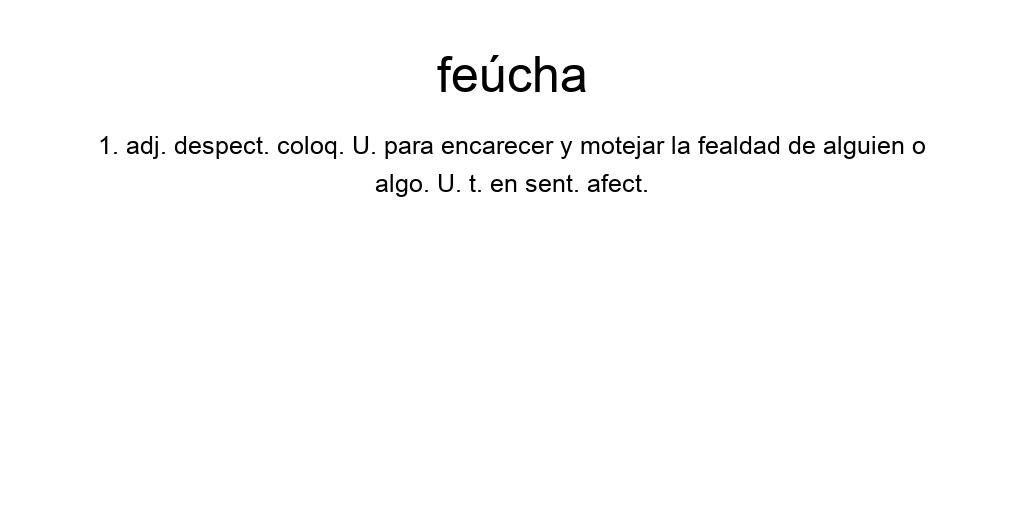 feúcha
1. adj. despect. coloq. U. para encarecer y motejar la fealdad de alguien o
algo. U. t. en sent. afect.